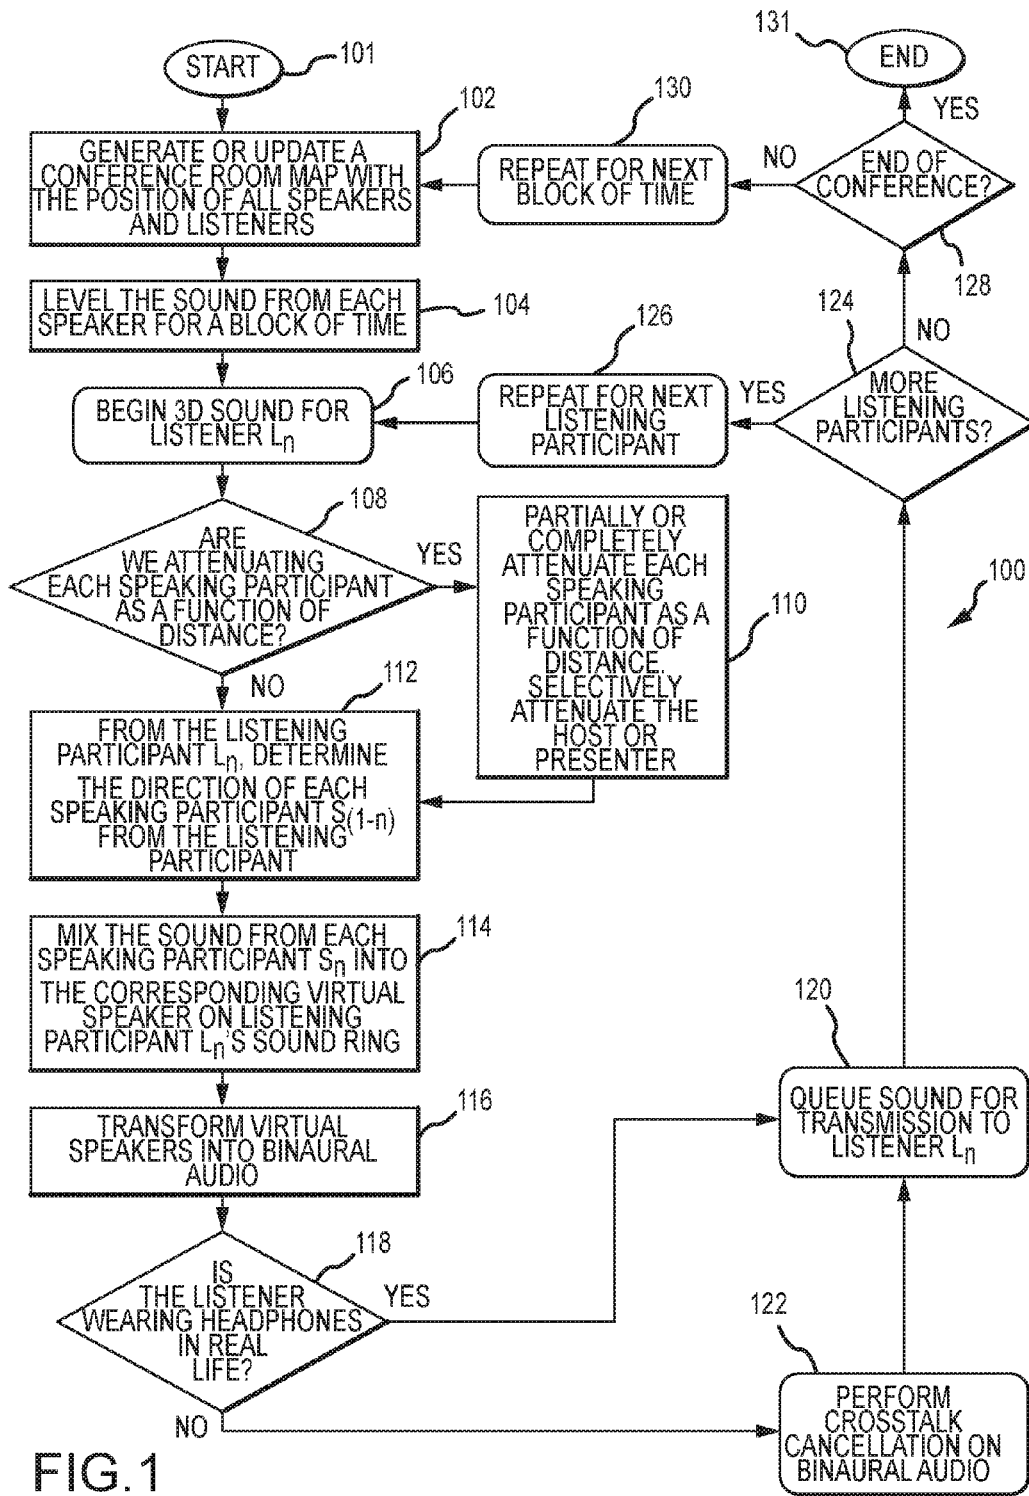 START
101
102
GENERATE OR UPDATE A
CONFERENCE ROOM MAP WITH
THE POSITION OF ALL SPEAKERS
AND LISTENERS
LEVEL THE SOUND FROM EACH
SPEAKER FOR A BLOCK OF TIME
104
106
BEGIN 3D SOUND FOR
LISTENER Ln
108
ARE
WE ATTENUATING
EACH SPEAKING PARTICIPANT
AS A FUNCTION OF
DISTANCE?
YES
NO
PARTIALLY OR
COMPLETELY
ATTENUATE EACH
SPEAKING
PARTICIPANT AS A
FUNCTION OF
DISTANCE.
SELECTIVELY
ATTENUATE THE
HOST OR
PRESENTER
110
112
FROM THE LISTENING
PARTICIPANT Ln, DETERMINE
THE DIRECTION OF EACH
SPEAKING PARTICIPANT S(1-n)
FROM THE LISTENING
PARTICIPANT
114
MIX THE SOUND FROM EACH
SPEAKING PARTICIPANT Sn INTO
THE CORRESPONDING VIRTUAL
SPEAKER ON LISTENING
PARTICIPANT Ln'S SOUND RING
116
TRANSFORM VIRTUAL
SPEAKERS INTO BINAURAL
AUDIO
118
IS
THE LISTENER
WEARING HEADPHONES
IN REAL
LIFE?
YES
NO
122
PERFORM
CROSSTALK
CANCELLATION ON
BINAURAL AUDIO
120
QUEUE SOUND FOR
TRANSMISSION TO
LISTENER Ln
100
124
MORE
LISTENING
PARTICIPANTS?
YES
NO
126
REPEAT FOR NEXT
LISTENING
PARTICIPANT
128
END OF
CONFERENCE?
NO
YES
130
REPEAT FOR NEXT
BLOCK OF TIME
131
END
FIG.1